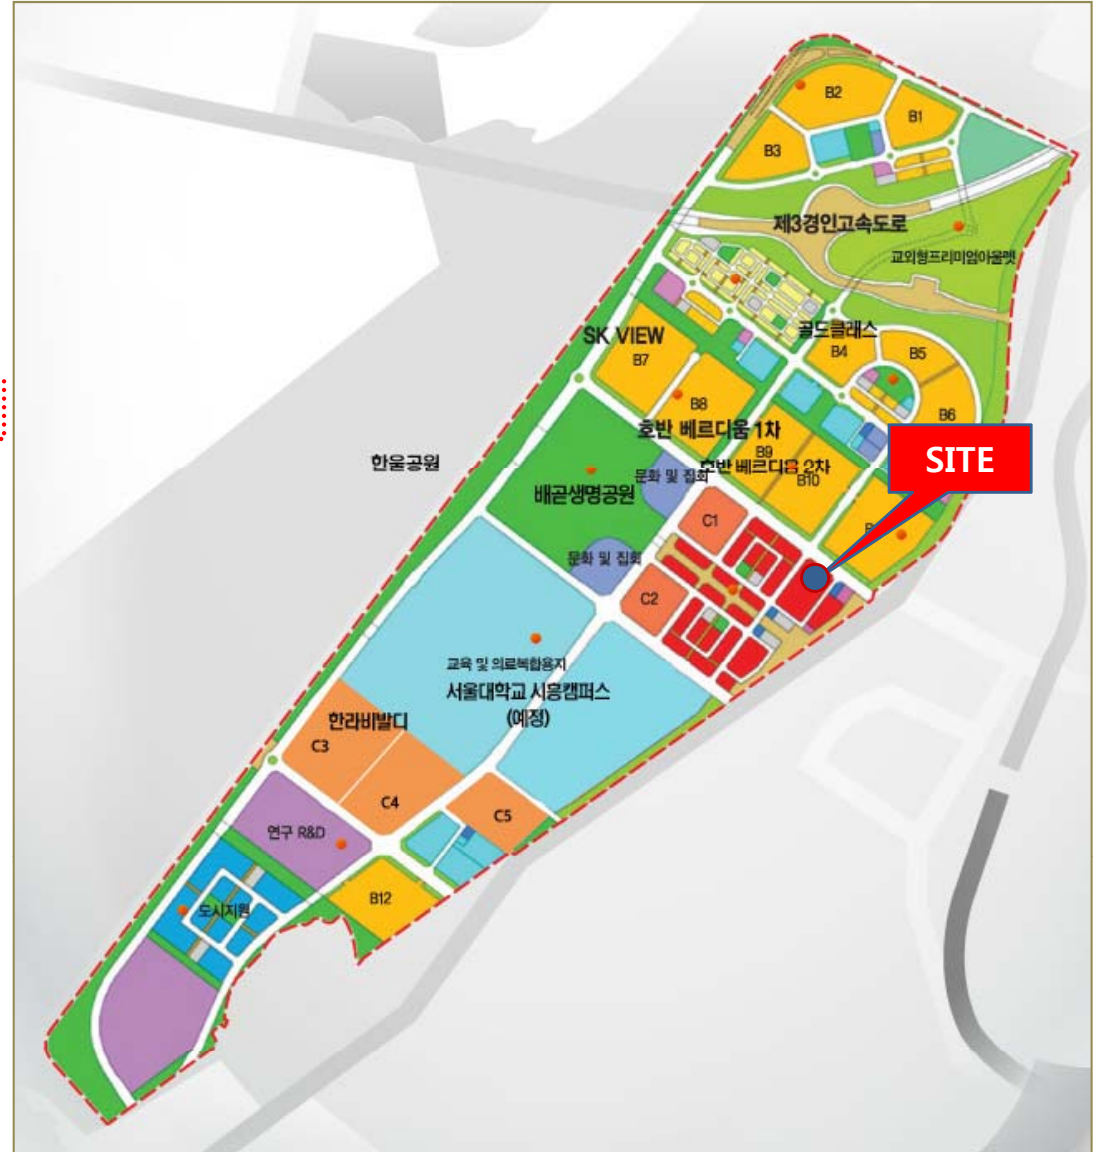 B2
B1
B3
제3경인고속도로
교외형프리미엄아울렛
골드클래스
SK VIEW
B7
B4
B5
B8
B6
호반 베르디움 1차
B9
호반 베르디움 2차
B10
SITE
한울공원
문화 및 집회
배곧생명공원
C1
B
문화 및 집회
C2
교육 및 의료복합용지
서울대학교 시흥캠퍼스
(예정)
한라비발디
C3
C4
C5
연구 R&D
B12
도시지원